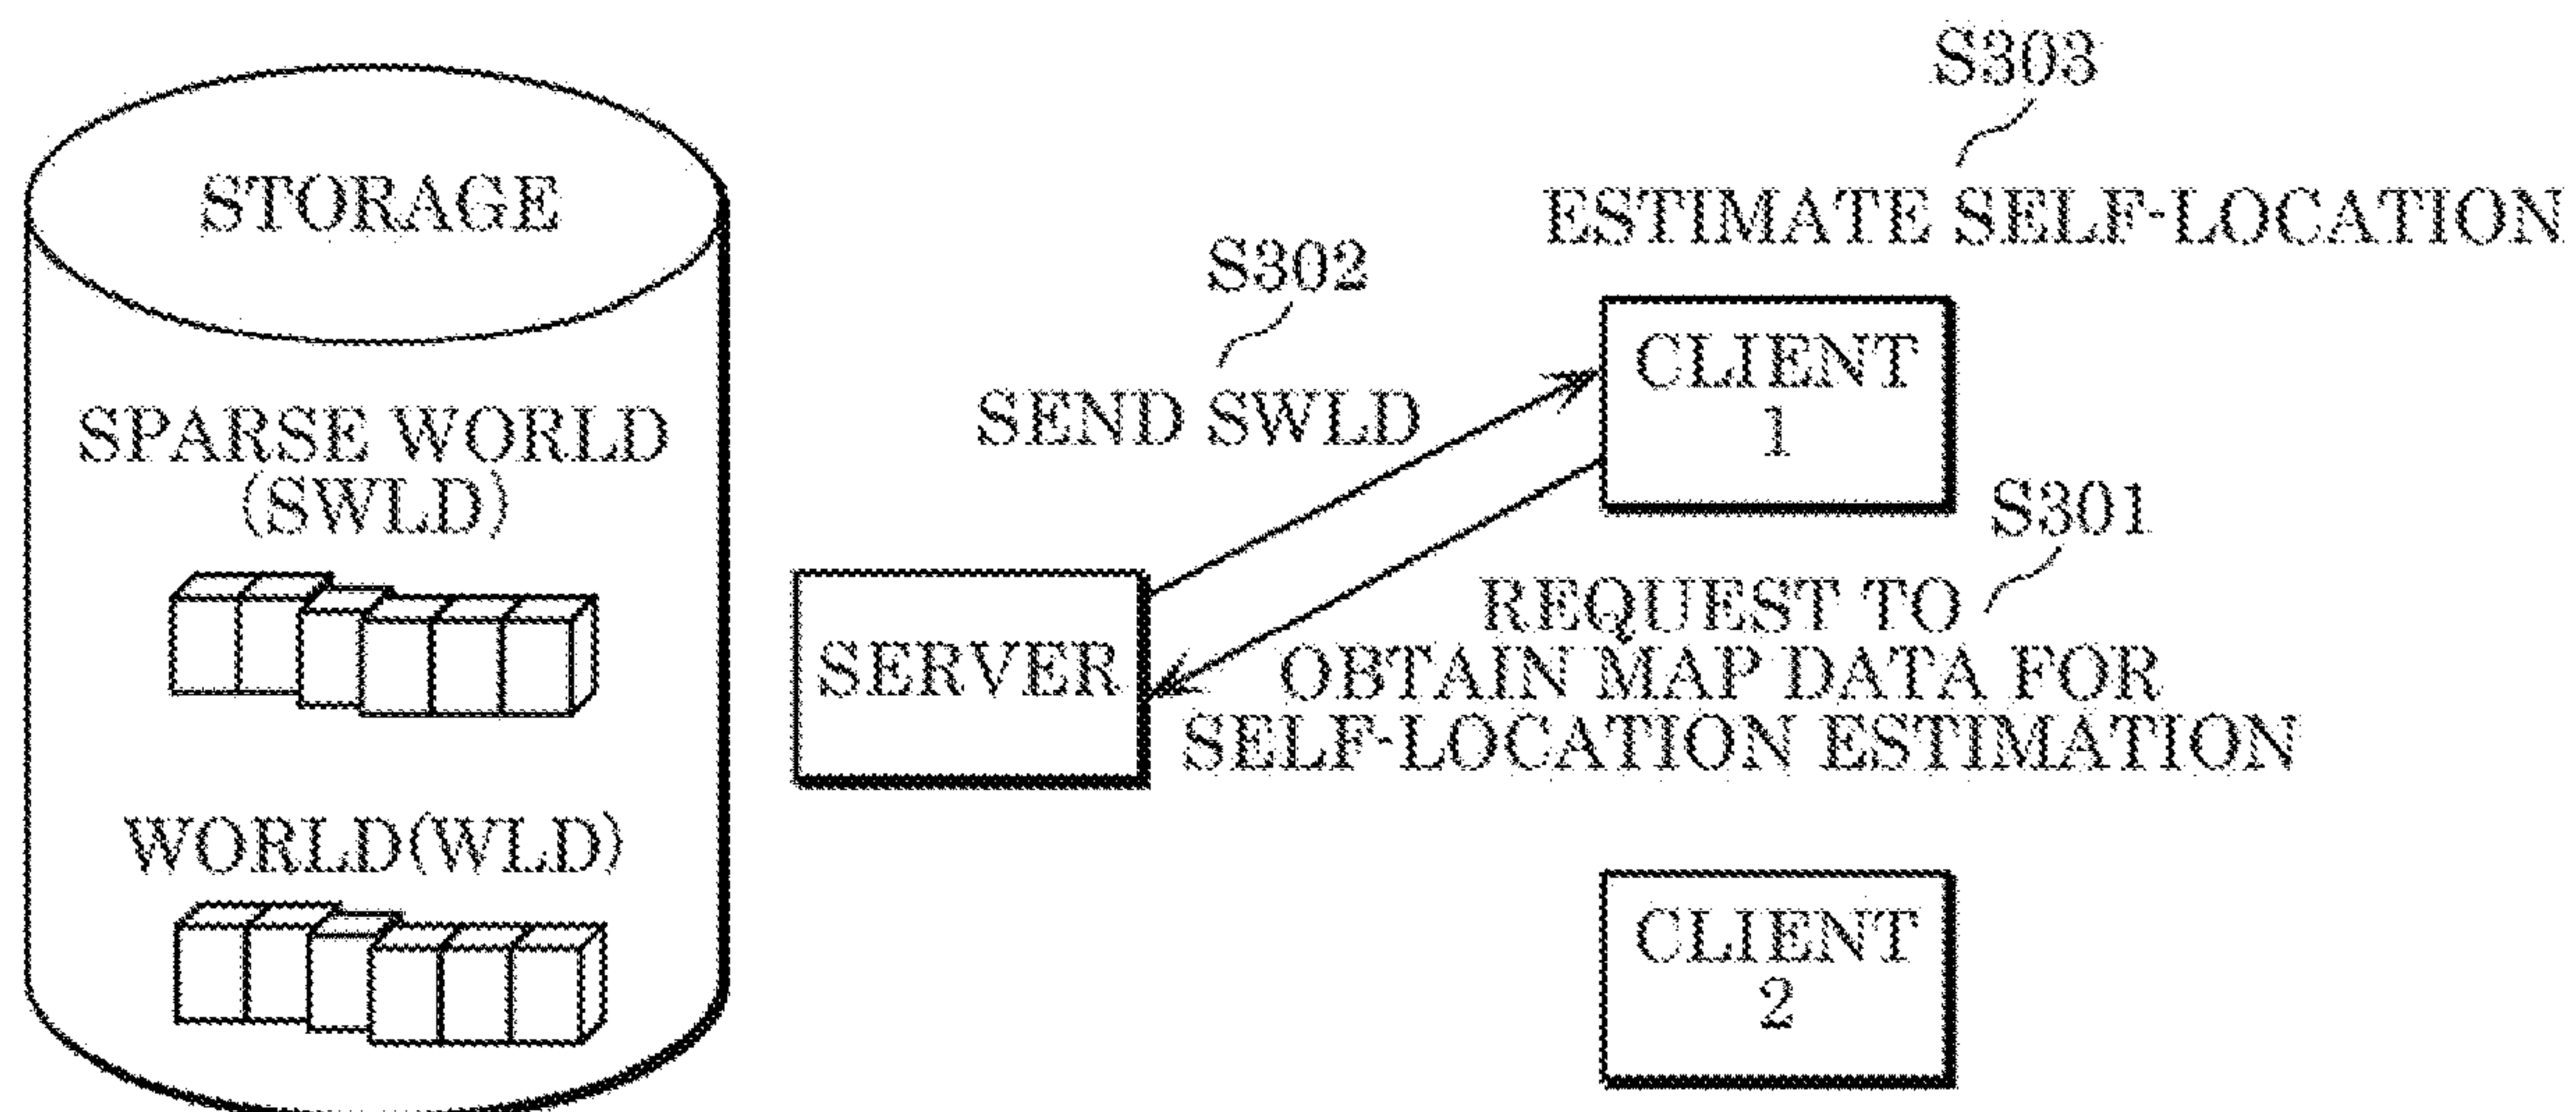 STORAGE
SPARSE WORLD
(SWLD)
WORLD(WLD)
SERVER
S302
SEND SWLD
S303
ESTIMATE SELF-LOCATION
CLIENT
1
S301
REQUEST TO
OBTAIN MAP DATA FOR
SELF-LOCATION ESTIMATION
CLIENT
2